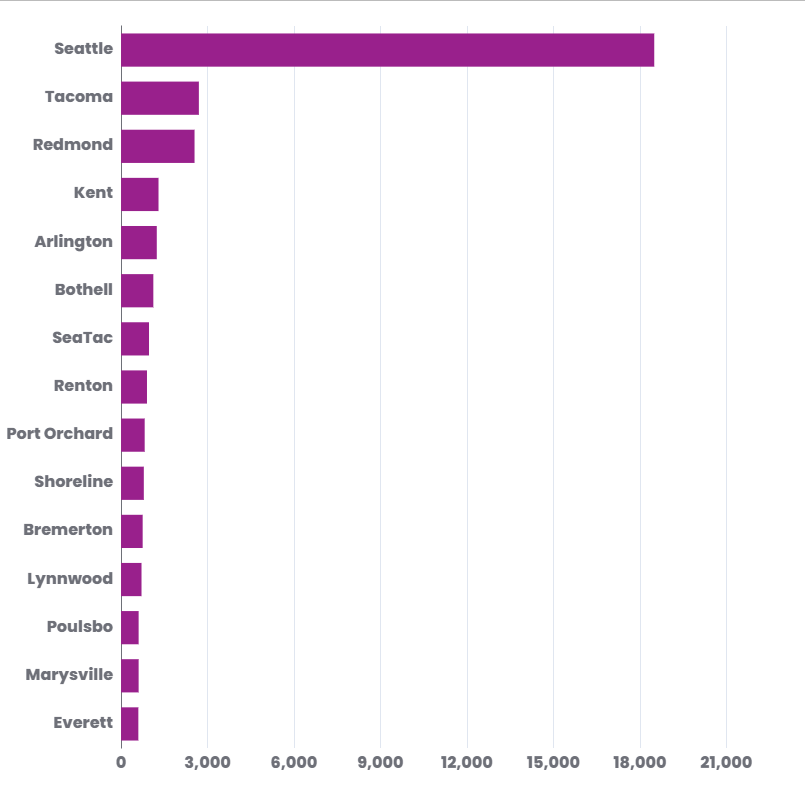 Seattle
Tacoma
Redmond
Kent
Arlington
Bothell
SeaTac
Renton
Port Orchard
Shoreline
Bremerton
Lynnwood
Poulsbo
Marysville
Everett
0 3,000 6,000 9,000 12,000 15,000 18,000 21,000